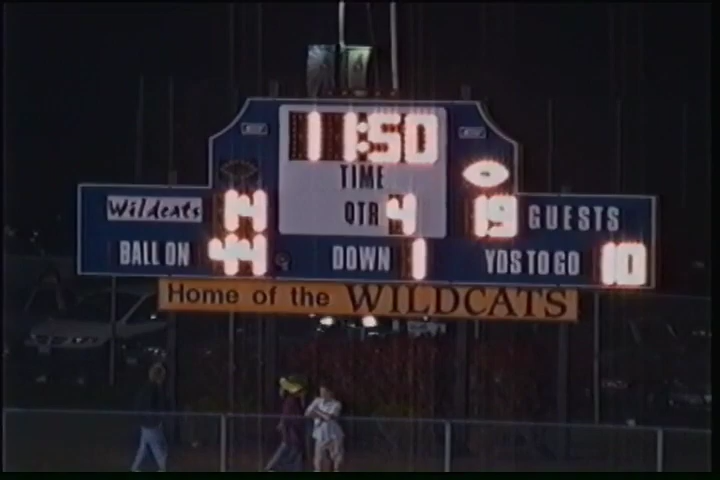 11:50
TIME
Wildcats 14 QTR 4 19 GUESTS
BALL ON 44 DOWN 1 YDS TO GO 10
Home of the WILDCATS